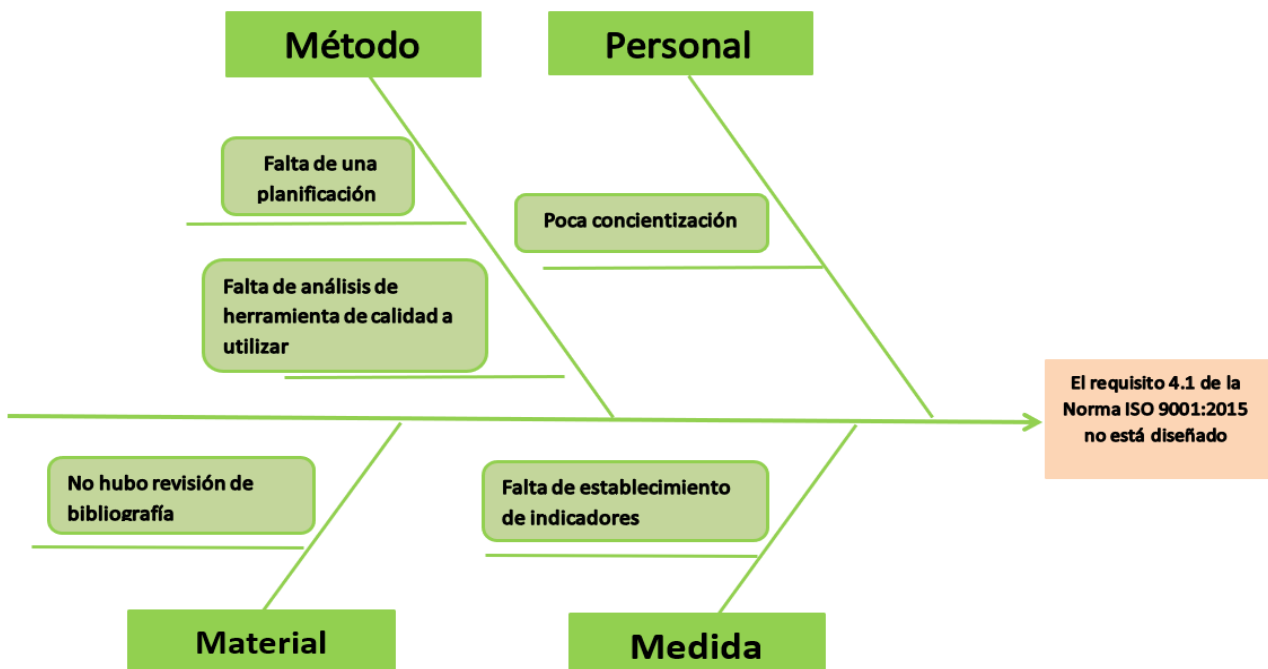 Método
Personal
Falta de una
planificación
Poca concientización
Falta de análisis de
herramienta de calidad a
utilizar
El requisito 4.1 de la
Norma ISO 9001:2015
no está diseñado
No hubo revisión de
bibliografía
Falta de establecimiento
de indicadores
Material
Medida